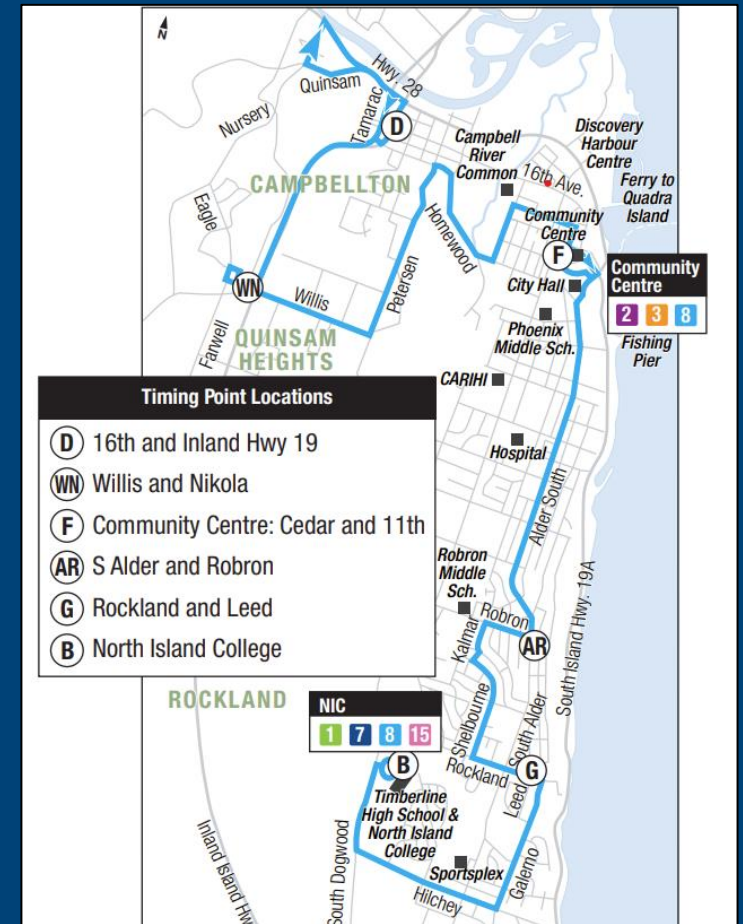 N
Hwy. 28
Quinsam
Nursery
Tamarac
D
Campbell
River
Common
Discovery
Harbour
Centre
16th Ave.
Ferry to
Quadra
Island
CAMPBELLTON
Eagle
Homewood
Community
Centre
F
WN
Willis
Petersen
City Hall
Community
Centre
2 3 8
Farwell
QUINSAM
HEIGHTS
Phoenix
Middle Sch.
Fishing
Pier
CARIHI
Timing Point Locations
D 16th and Inland Hwy 19
WN Willis and Nikola
F Community Centre: Cedar and 11th
AR S Alder and Robron
G Rockland and Leed
B North Island College
Hospital
Alder South
Robron
Middle
Sch.
Robron
Kalmar
AR
South Island Hwy. 19A
ROCKLAND
NIC
1 7 8 15
Shelbourne
South Alder
B
Rockland
G
Leed
Timberline
High School &
North Island
College
Inland Island Hwy
South Dogwood
Sportsplex
Galerno
Hilchey